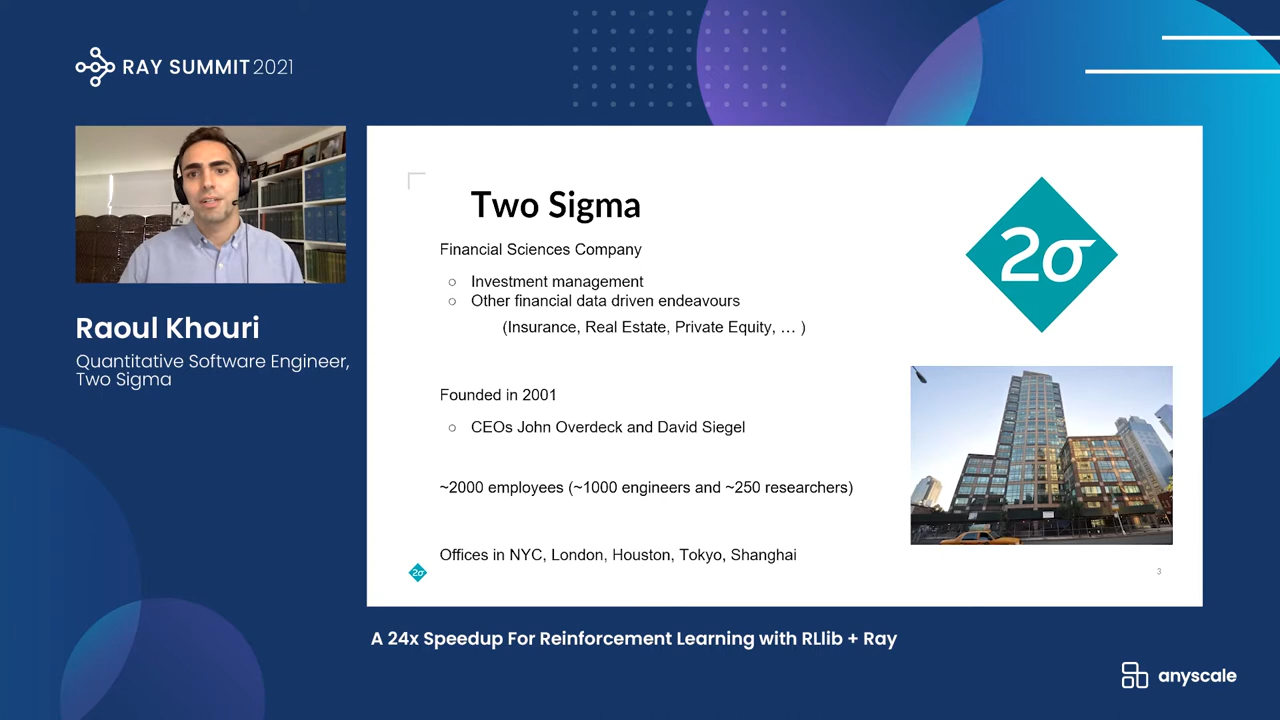 RAY SUMMIT 2021
Raoul Khouri
Quantitative Software Engineer,
Two Sigma
Two Sigma
Financial Sciences Company
○ Investment management
○ Other financial data driven endeavours
(Insurance, Real Estate, Private Equity, … )
Founded in 2001
○ CEOs John Overdeck and David Siegel
~2000 employees (~1000 engineers and ~250 researchers)
Offices in NYC, London, Houston, Tokyo, Shanghai
2σ
2σ
3
A 24x Speedup For Reinforcement Learning with RLlib + Ray
anyscale